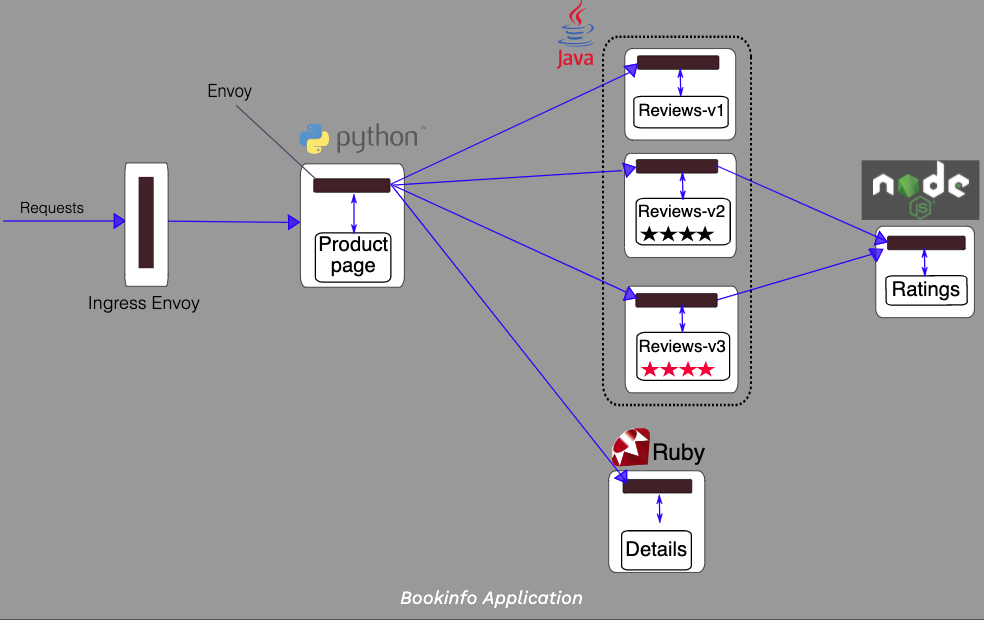 Java
Envoy
python™
Reviews-v1
Requests
Product
page
Reviews-v2
node
JS
Ingress Envoy
Ratings
Reviews-v3
Ruby
Details
Bookinfo Application